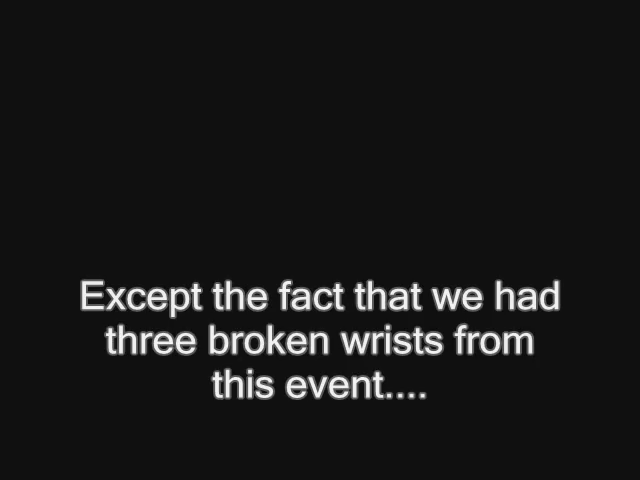 Except the fact that we had
three broken wrists from
this event....